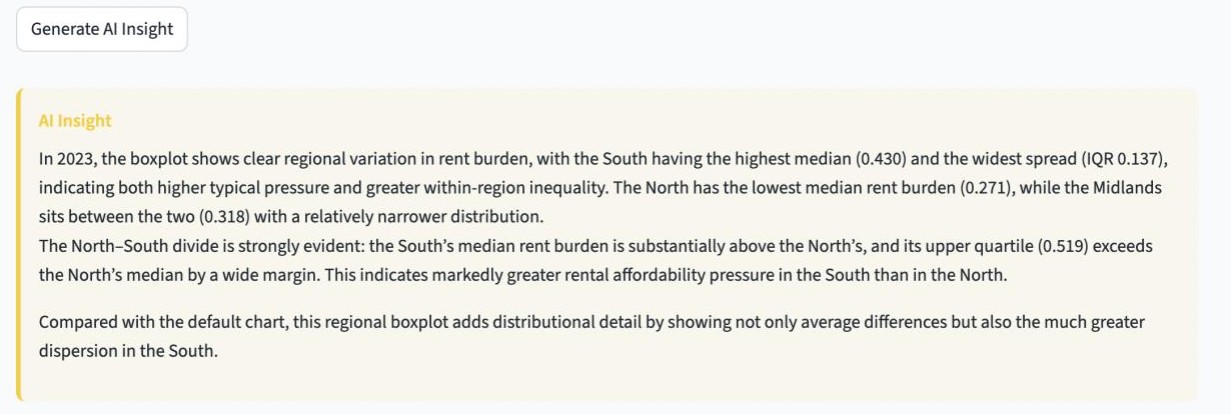 Generate AI Insight
AI Insight
In 2023, the boxplot shows clear regional variation in rent burden, with the South having the highest median (0.430) and the widest spread (IQR 0.137),
indicating both higher typical pressure and greater within-region inequality. The North has the lowest median rent burden (0.271), while the Midlands
sits between the two (0.318) with a relatively narrower distribution.
The North–South divide is strongly evident: the South’s median rent burden is substantially above the North’s, and its upper quartile (0.519) exceeds
the North’s median by a wide margin. This indicates markedly greater rental affordability pressure in the South than in the North.
Compared with the default chart, this regional boxplot adds distributional detail by showing not only average differences but also the much greater
dispersion in the South.